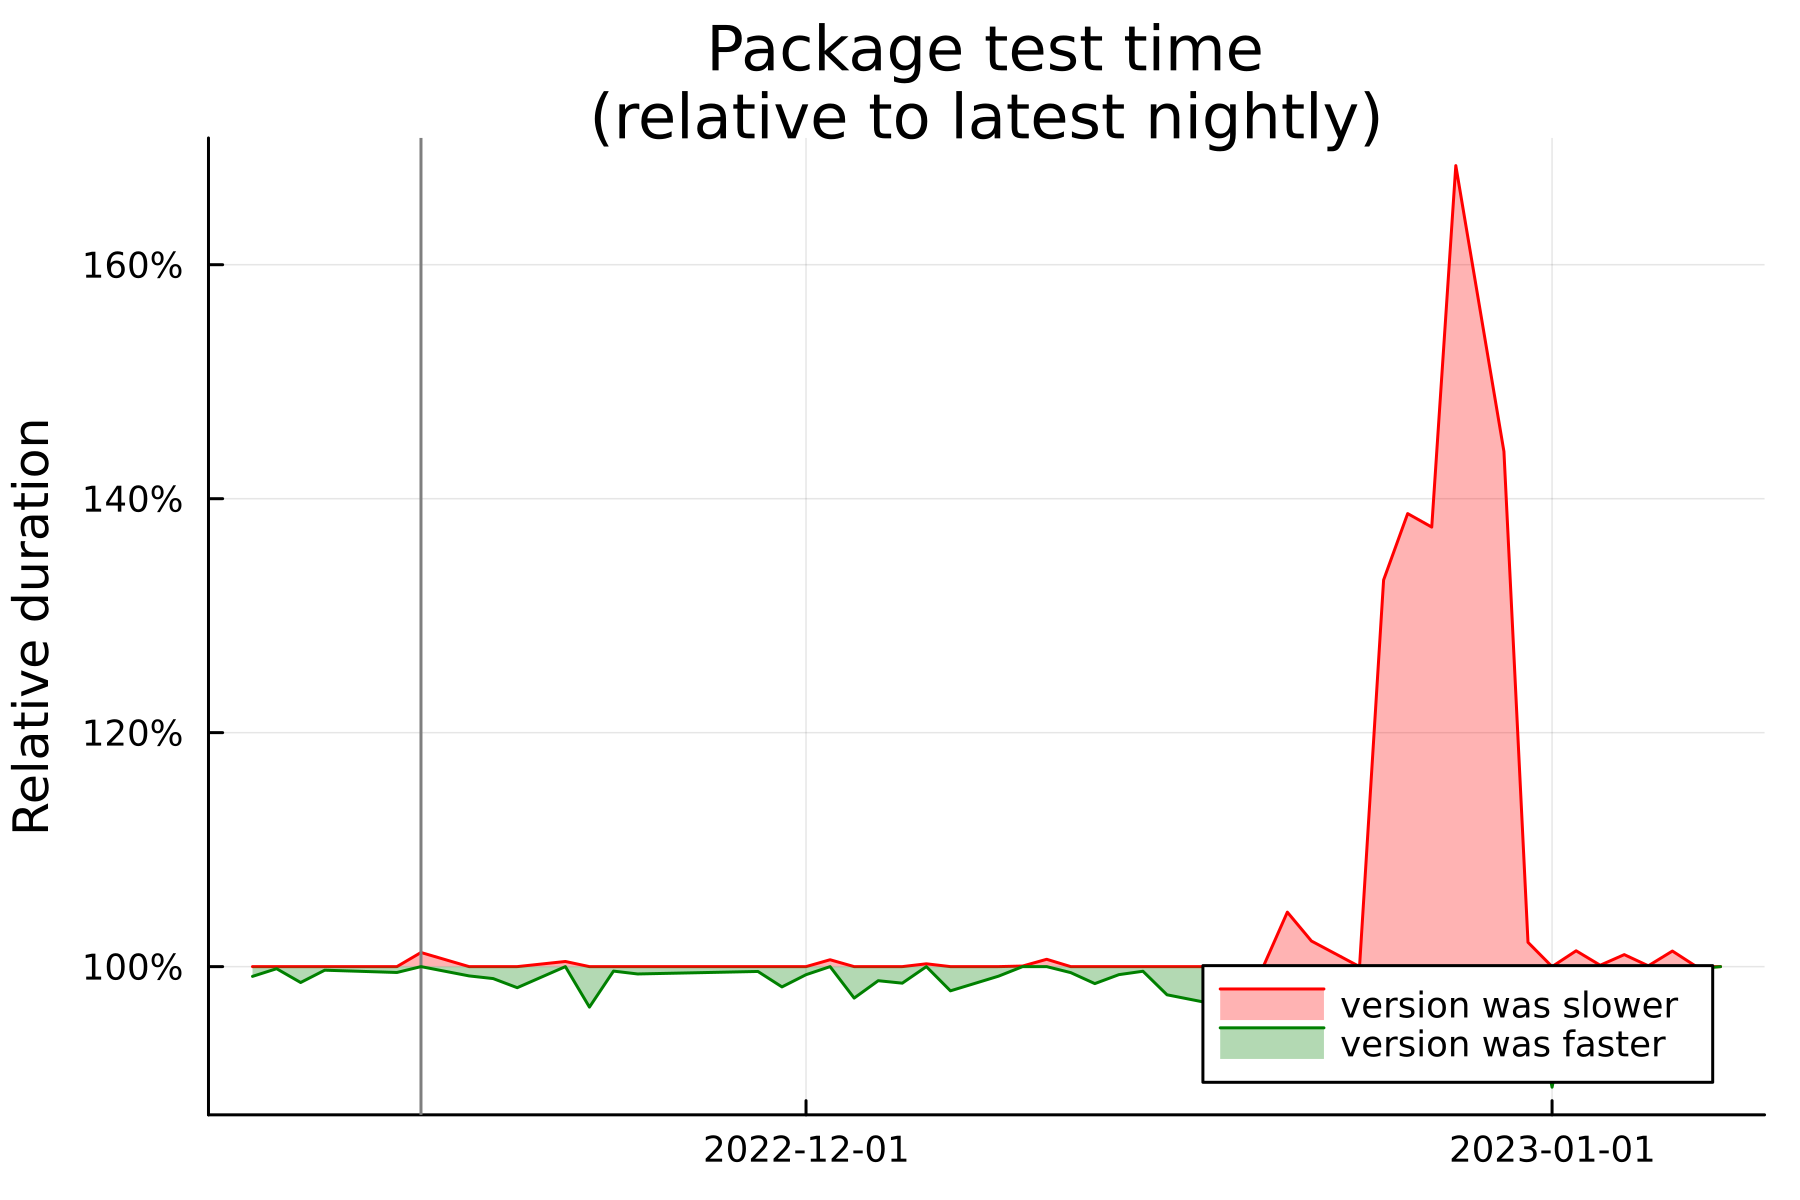 Package test time
(relative to latest nightly)
Relative duration
160%
140%
120%
100%
version was slower
version was faster
2022-12-01
2023-01-01